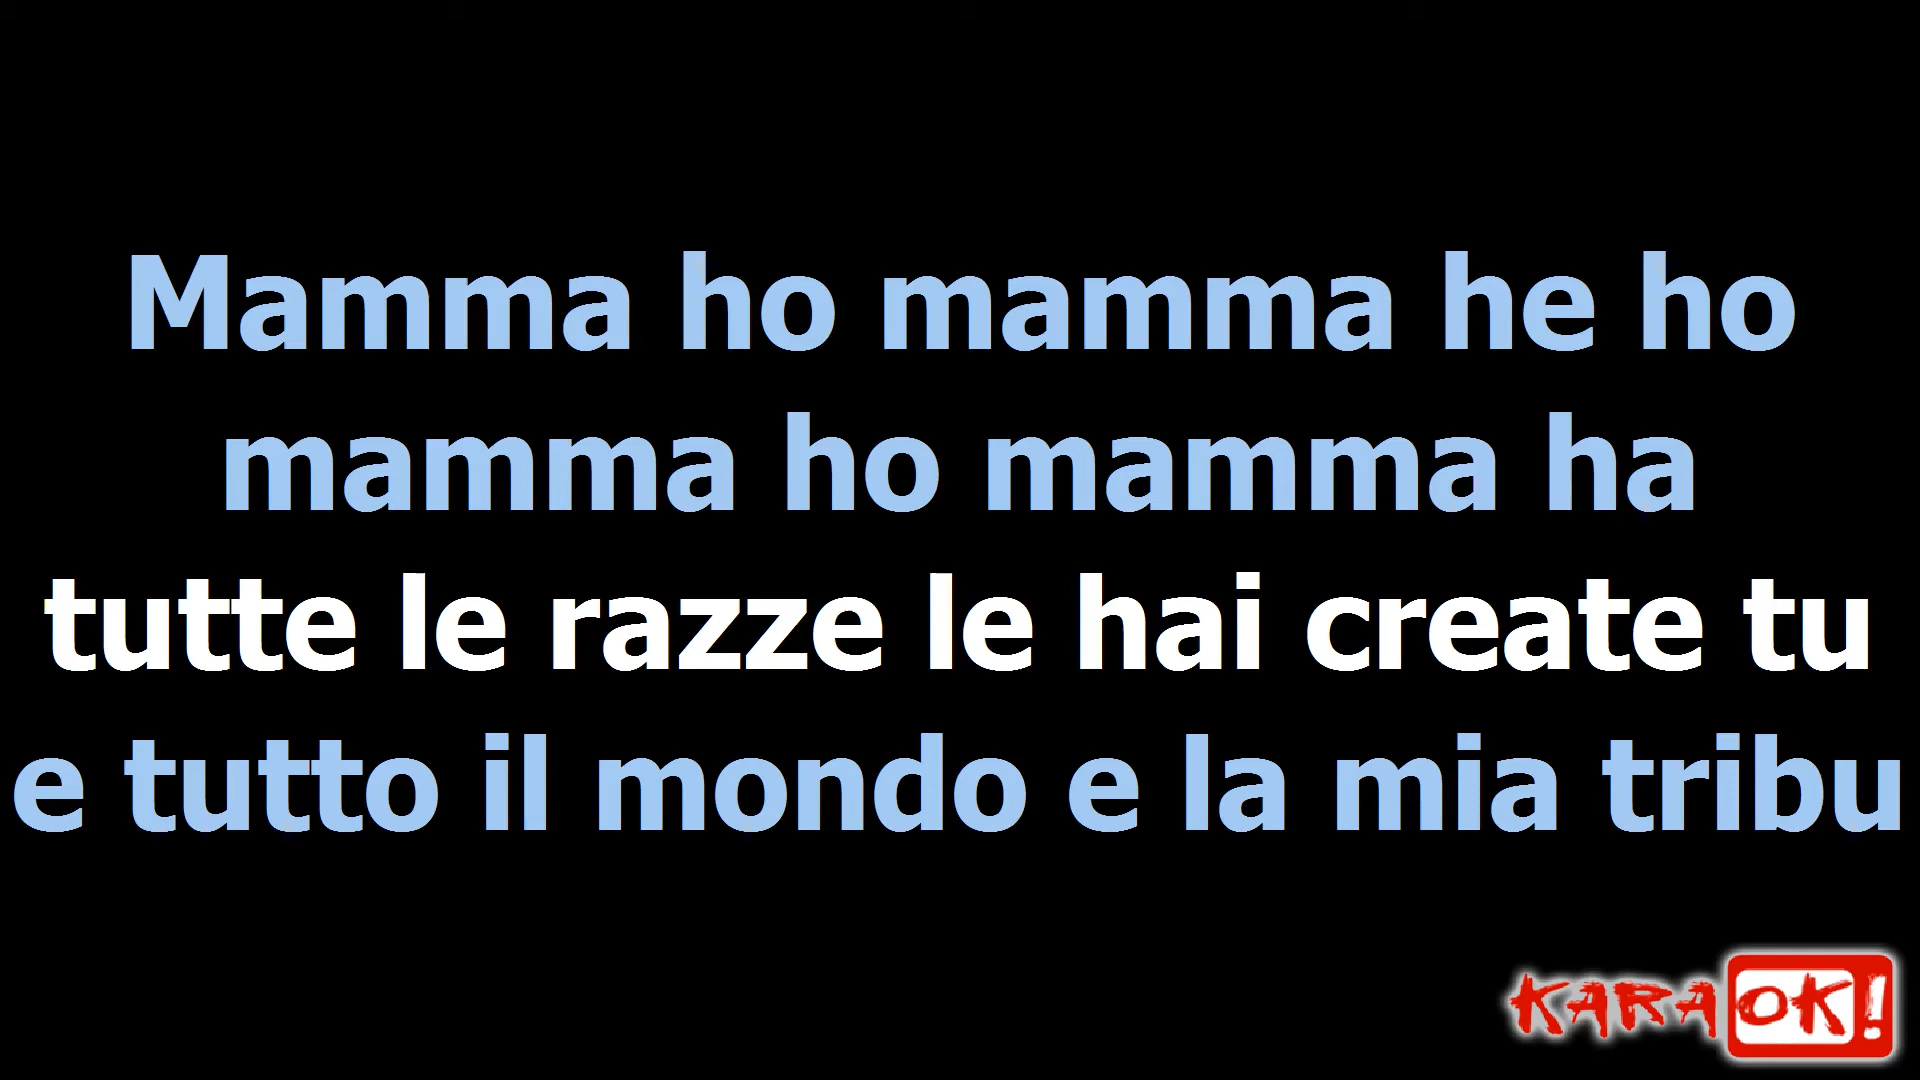 Mamma ho mamma he ho
mamma ho mamma ha
tutte le razze le hai create tu
e tutto il mondo e la mia tribu
KARAOK!